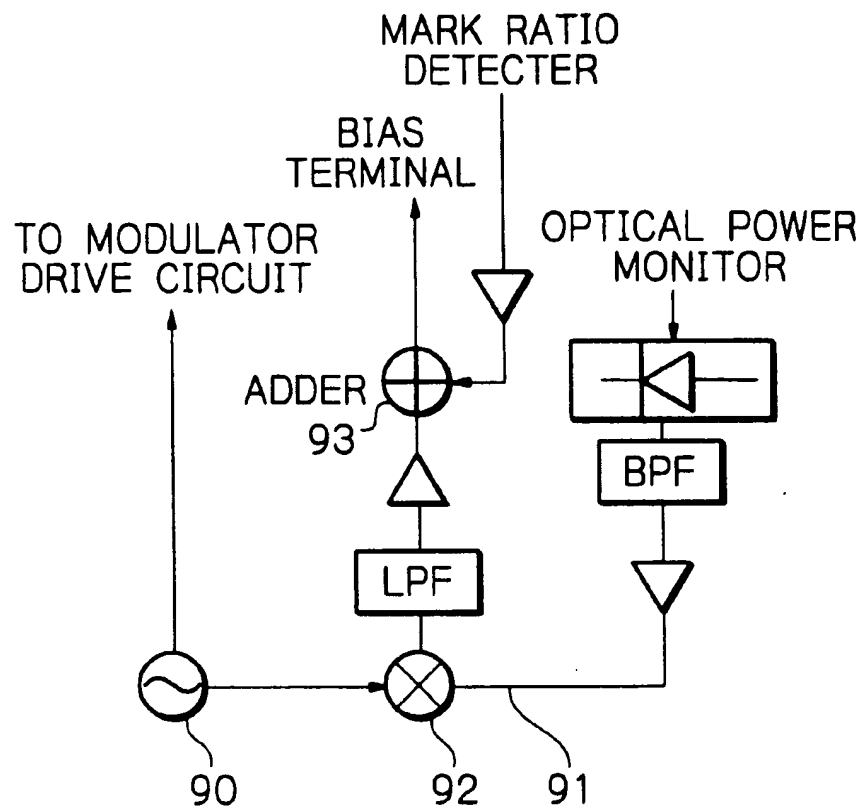 MARK RATIO
DETECTER
BIAS
TERMINAL
TO MODULATOR
DRIVE CIRCUIT
OPTICAL POWER
MONITOR
ADDER
93
BPF
LPF
90
92
91